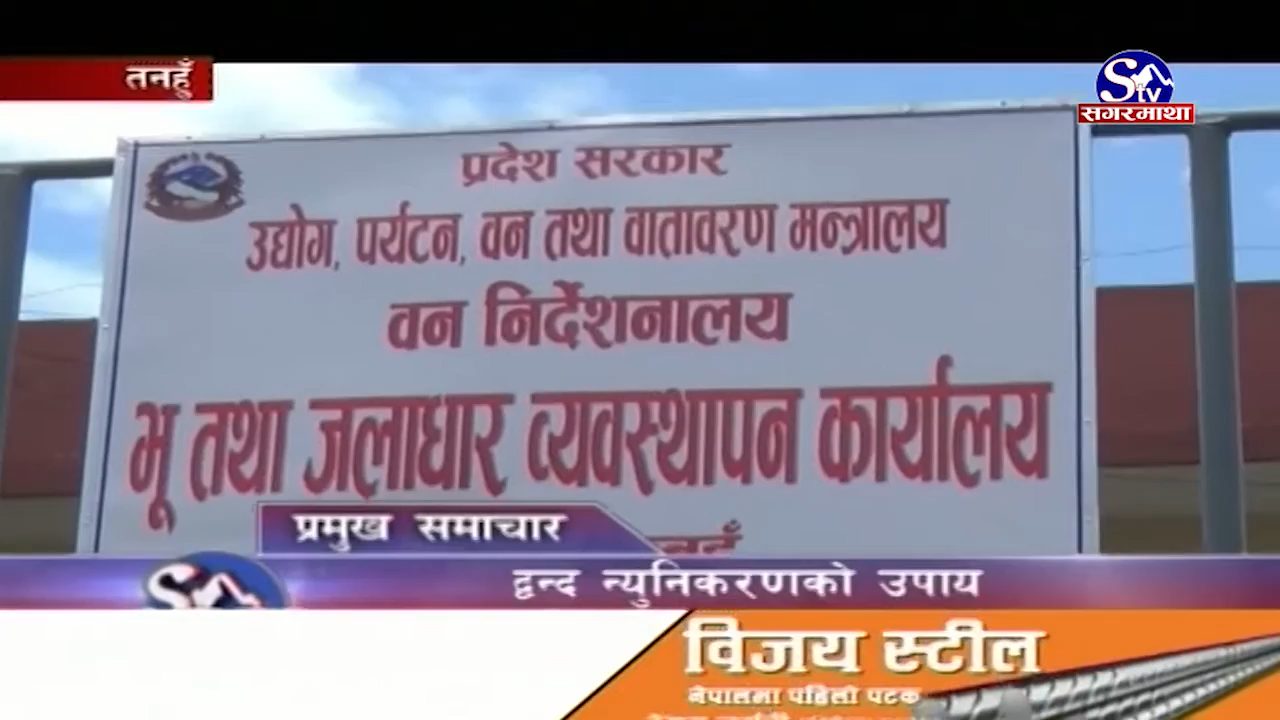 तनहुँ
Stv
सगरमाथा
प्रदेश सरकार
उद्योग, पर्यटन, वन तथा वातावरण मन्त्रालय
वन निर्देशनालय
भू तथा जलाधार व्यवस्थापन कार्यालय
प्रमुख समाचार
द्वन्द न्युनिकरणको उपाय
विजय स्टील
नेपालमा पहिलो पटक